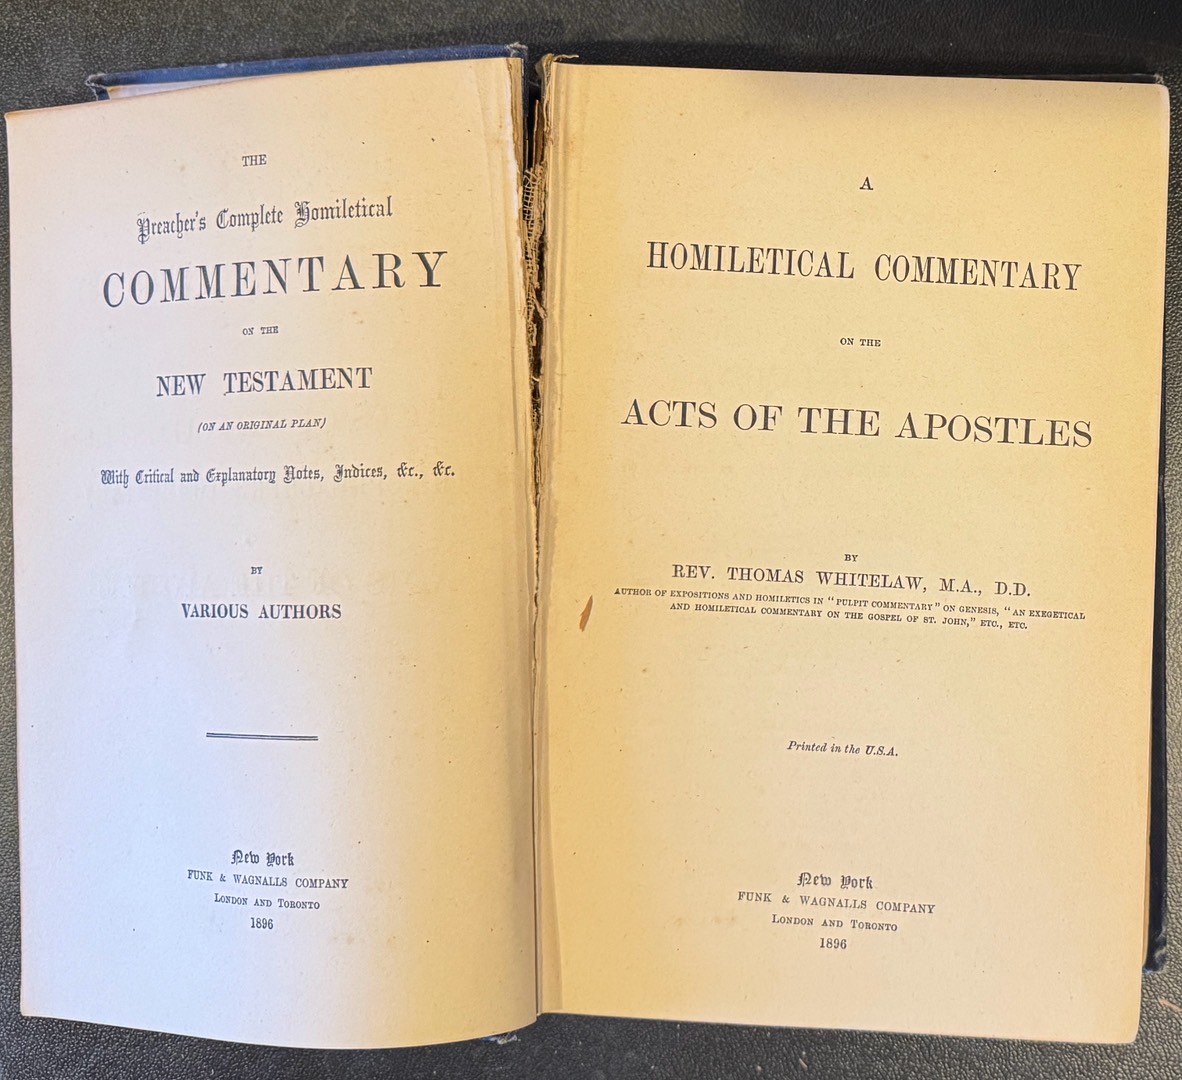 THE
Preacher's Complete Homiletical
COMMENTARY
ON THE
NEW TESTAMENT
(ON AN ORIGINAL PLAN)
With Critical and Explanatory Notes, Indices, &c., &c.
BY
VARIOUS AUTHORS
New York
FUNK & WAGNALLS COMPANY
LONDON AND TORONTO
1896
A
HOMILETICAL COMMENTARY
ON THE
ACTS OF THE APOSTLES
BY
REV. THOMAS WHITELAW, M.A., D.D.
AUTHOR OF EXPOSITIONS AND HOMILETICS IN "PULPIT COMMENTARY" ON GENESIS, "AN EXEGETICAL
AND HOMILETICAL COMMENTARY ON THE GOSPEL OF ST. JOHN," ETC., ETC.
Printed in the U.S.A.
New York
FUNK & WAGNALLS COMPANY
LONDON AND TORONTO
1896